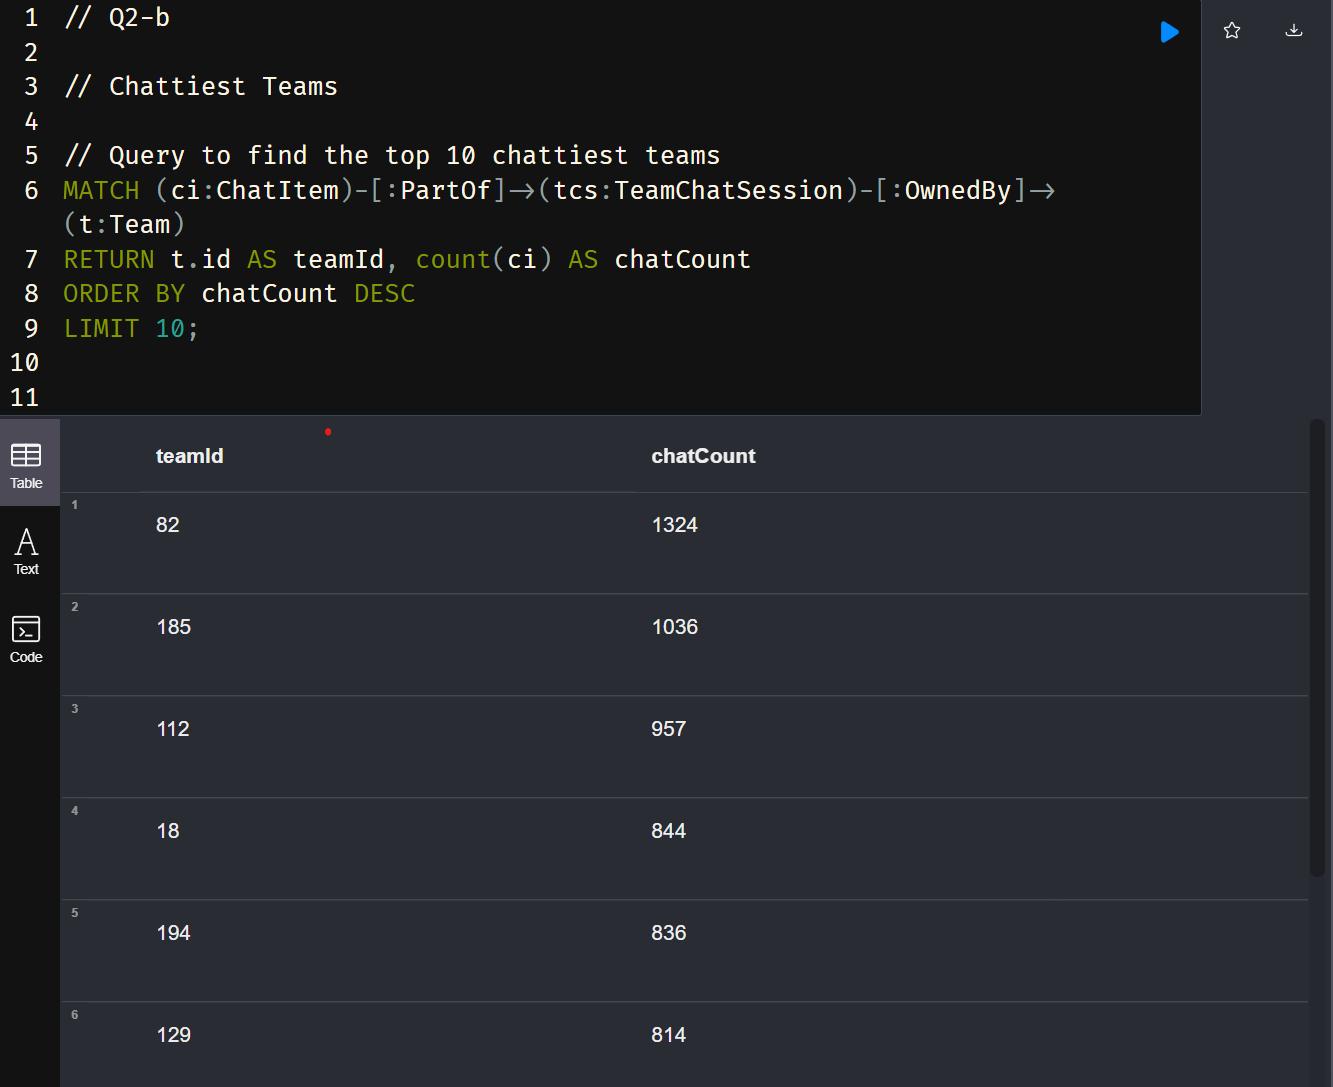 1 // Q2-b
2
3 // Chattiest Teams
4
5 // Query to find the top 10 chattiest teams
6 MATCH (ci:ChatItem)-[:PartOf]->(tcs:TeamChatSession)-[:OwnedBy]->
(t:Team)
7 RETURN t.id AS teamId, count(ci) AS chatCount
8 ORDER BY chatCount DESC
9 LIMIT 10;
10
11
Table
Text
Code
teamId chatCount
1 82 1324
2 185 1036
3 112 957
4 18 844
5 194 836
6 129 814